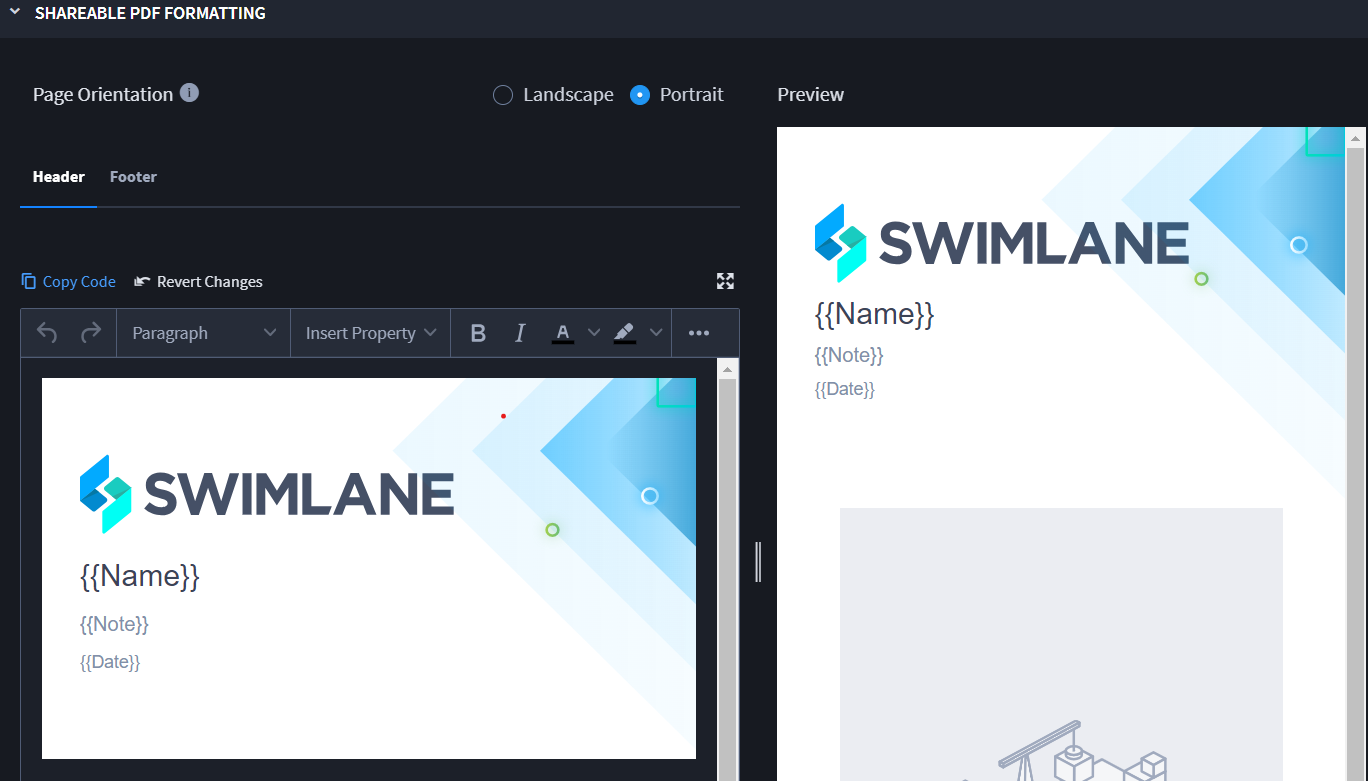 SHAREABLE PDF FORMATTING
Page Orientation
Landscape
Portrait
Preview
Header
Footer
Copy Code
Revert Changes
Paragraph
Insert Property
B
I
A
SWIMLANE
{{Name}}
{{Note}}
{{Date}}
SWIMLANE
{{Name}}
{{Note}}
{{Date}}